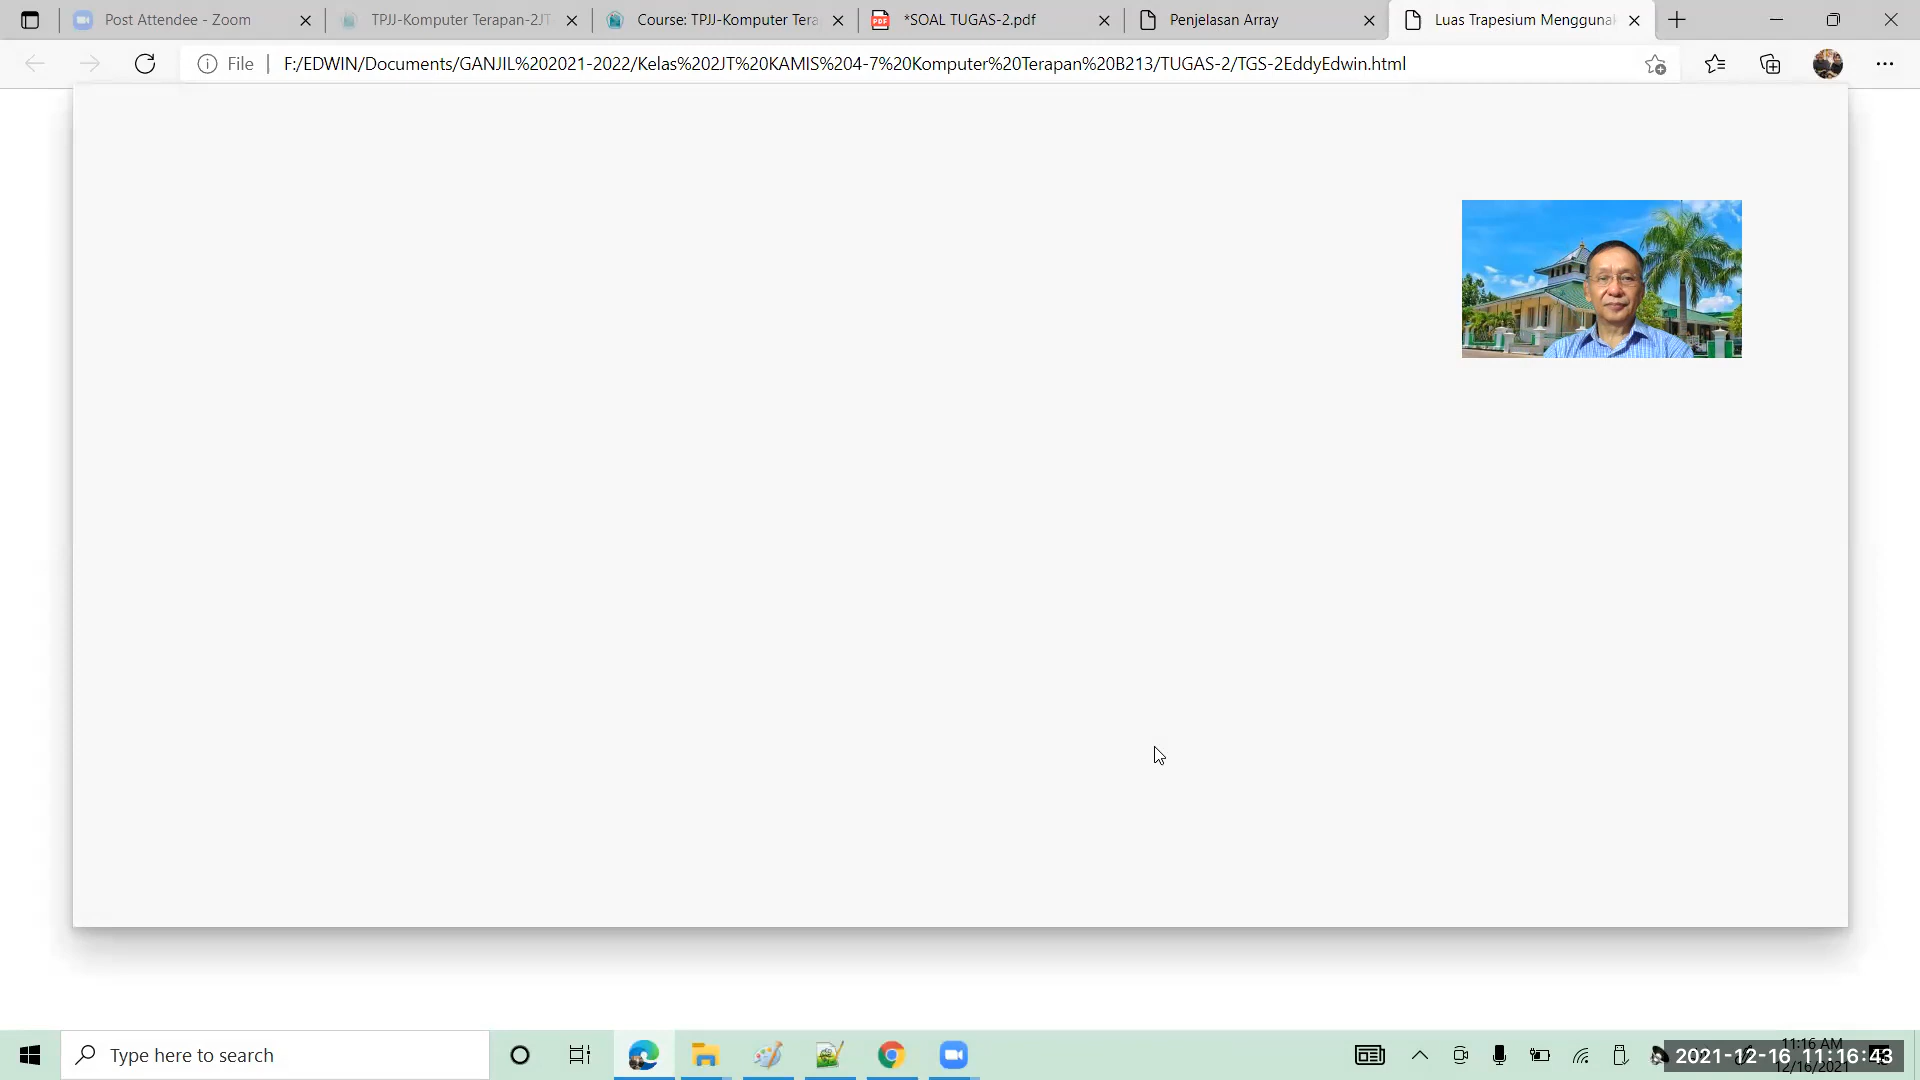 Post Attendee - Zoom
TPJJ-Komputer Terapan-2JT
Course: TPJJ-Komputer Tera
*SOAL TUGAS-2.pdf
Penjelasan Array
Luas Trapesium Menggunak
File
F:/EDWIN/Documents/GANJIL%202021-2022/Kelas%202JT%20KAMIS%204-7%20Komputer%20Terapan%20B213/TUGAS-2/TGS-2EddyEdwin.html
Type here to search
11:16 AM
2021-12-16 11:16:43
12/16/2021